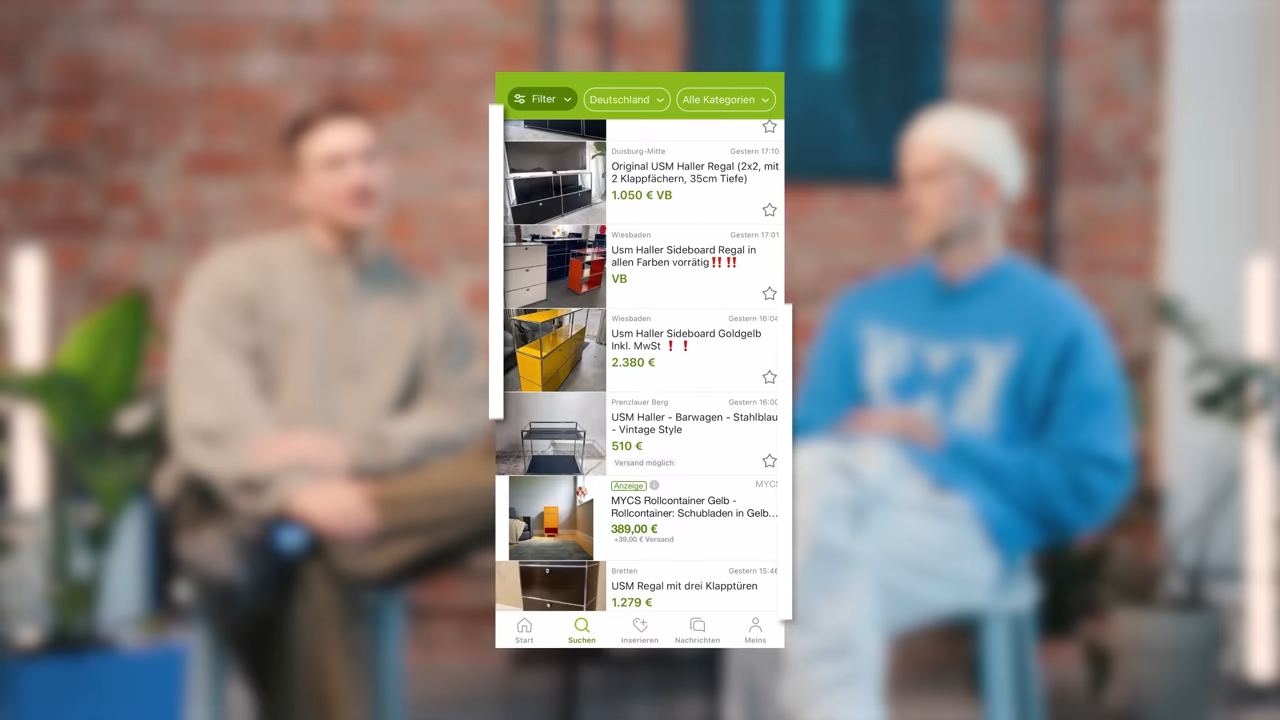 Filter
Deutschland
Alle Kategorien
Duisburg-Mitte
Gestern 17:10
Original USM Haller Regal (2x2, mit
2 Klappfächern, 35cm Tiefe)
1.050 € VB
Wiesbaden
Gestern 17:01
Usm Haller Sideboard Regal in
allen Farben vorrätig‼️‼️
VB
Wiesbaden
Gestern 16:04
Usm Haller Sideboard Goldgelb
Inkl. MwSt ❗ ❗
2.380 €
Prenzlauer Berg
Gestern 16:00
USM Haller - Barwagen - Stahlblau
- Vintage Style
510 €
Versand möglich
Anzeige
MYCS
MYCS Rollcontainer Gelb -
Rollcontainer: Schubladen in Gelb...
389,00 €
+39,00 € Versand
Bretten
Gestern 15:46
USM Regal mit drei Klapptüren
1.279 €
Start
Suchen
Inserieren
Nachrichten
Meins